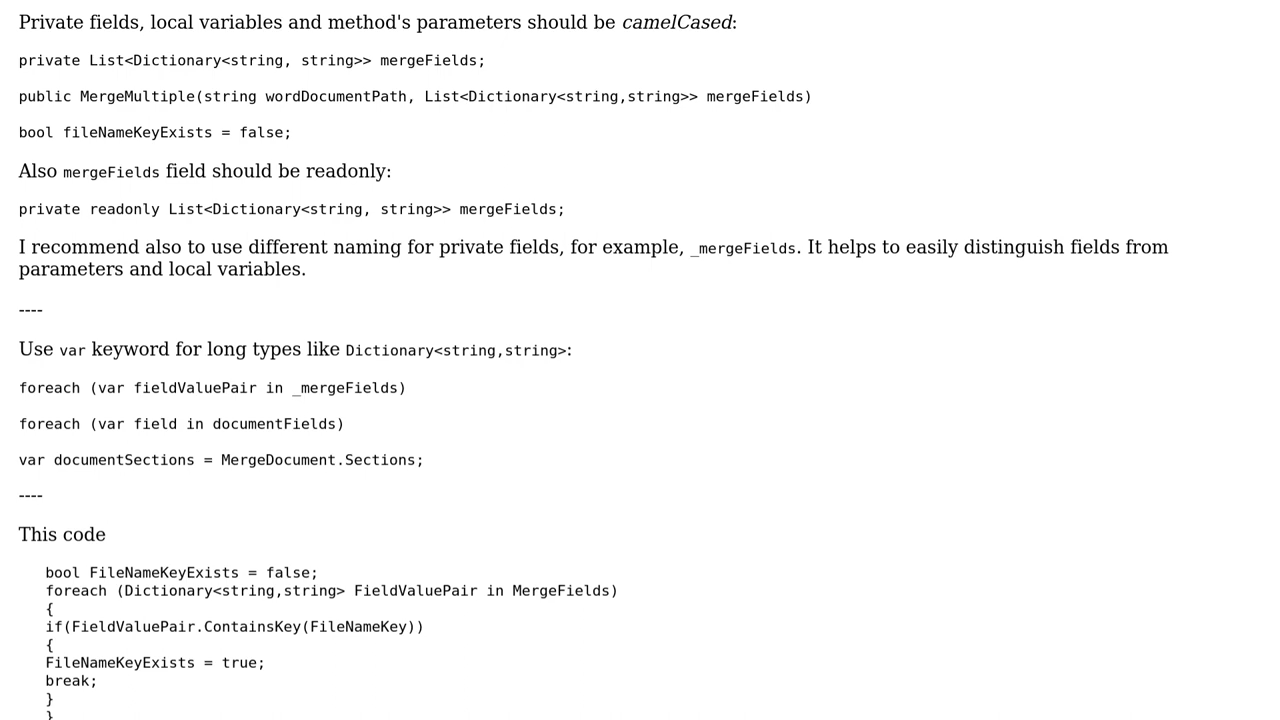 Private fields, local variables and method's parameters should be camelCased:
private List<Dictionary<string, string>> mergeFields;
public MergeMultiple(string wordDocumentPath, List<Dictionary<string,string>> mergeFields)
bool fileNameKeyExists = false;
Also mergeFields field should be readonly:
private readonly List<Dictionary<string, string>> mergeFields;
I recommend also to use different naming for private fields, for example, _mergeFields. It helps to easily distinguish fields from
parameters and local variables.
----
Use var keyword for long types like Dictionary<string,string>:
foreach (var fieldValuePair in _mergeFields)
foreach (var field in documentFields)
var documentSections = MergeDocument.Sections;
----
This code
bool FileNameKeyExists = false;
foreach (Dictionary<string,string> FieldValuePair in MergeFields)
{
if(FieldValuePair.ContainsKey(FileNameKey))
{
FileNameKeyExists = true;
break;
}
}